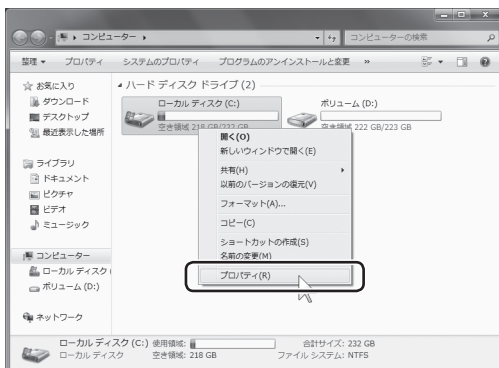 コンピューター
コンピューターの検索
整理
プロパティ
システムのプロパティ
プログラムのアンインストールと変更
»
お気に入り
ダウンロード
デスクトップ
最近表示した場所
ライブラリ
ドキュメント
ピクチャ
ビデオ
ミュージック
コンピューター
ローカル ディスク
ボリューム (D:)
ネットワーク
ハード ディスク ドライブ (2)
ローカル ディスク (C:)
空き領域 218 GB/232 GB
ボリューム (D:)
空き領域 222 GB/223 GB
開く(O)
新しいウィンドウで開く(E)
共有(H)
以前のバージョンの復元(V)
フォーマット(A)...
コピー(C)
ショートカットの作成(S)
名前の変更(M)
プロパティ(R)
ローカル ディスク (C:) 使用領域: 合計サイズ: 232 GB
ローカル ディスク 空き領域: 218 GB ファイル システム: NTFS